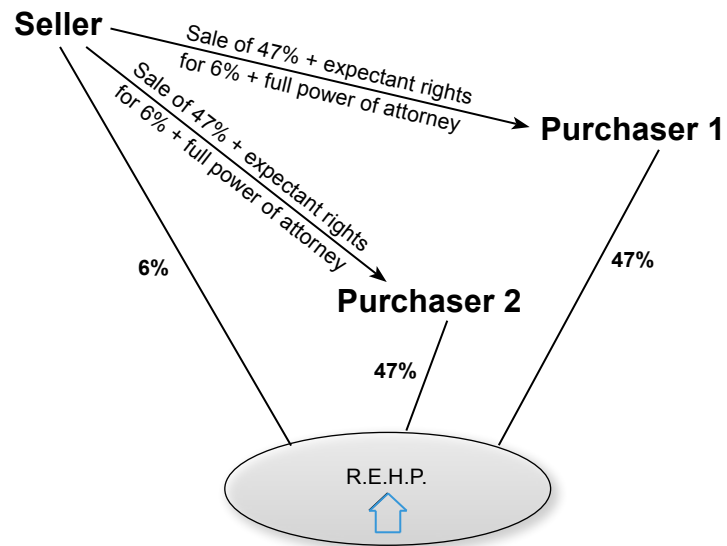 Seller
Sale of 47% + expectant rights
for 6% + full power of attorney
Purchaser 1
Sale of 47% + expectant rights
for 6% + full power of attorney
6%
47%
Purchaser 2
47%
R.E.H.P.